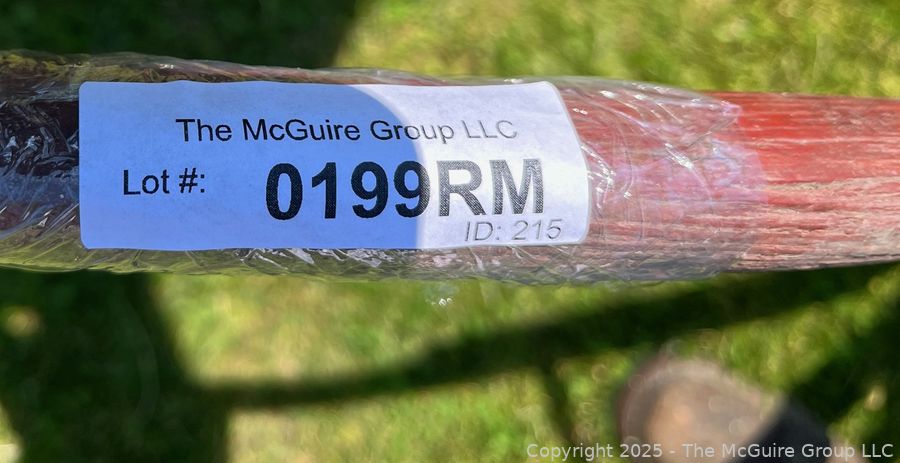 The McGuire Group LLC
Lot #: 0199RM
ID: 215
Copyright 2025 - The McGuire Group LLC